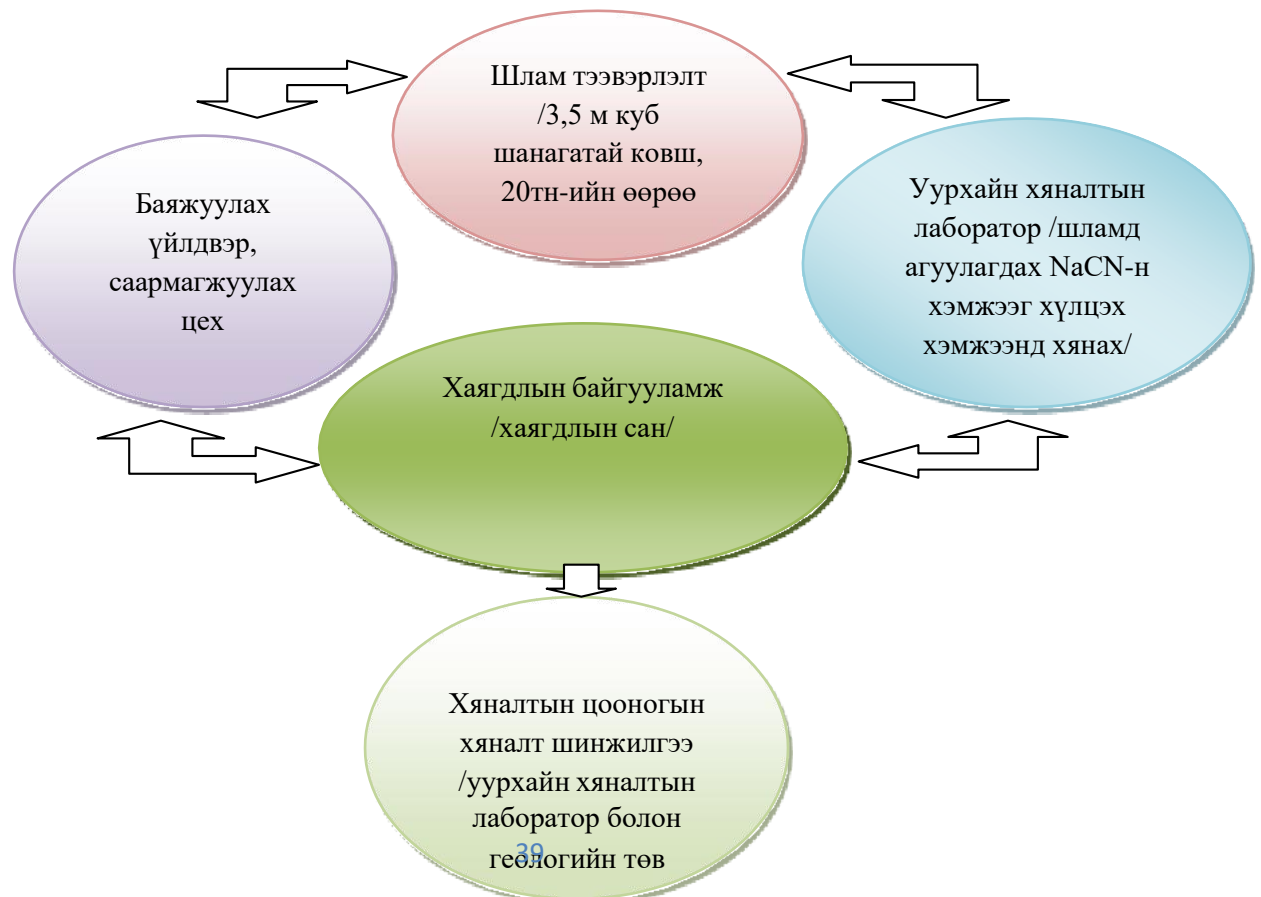 Шлам тээвэрлэлт
/3,5 м куб
шанагатай ковш,
20тн-ийн өөрөө
Баяжуулах
үйлдвэр,
саармагжуулах
цех
Уурхайн хяналтын
лаборатор /шламд
агуулагдах NaCN-н
хэмжээг хүлцэх
хэмжээнд хянах/
Хаягдлын байгууламж
/хаягдлын сан/
Хяналтын цооногын
хяналт шинжилгээ
/уурхайн хяналтын
лаборатор болон
геологийн төв
39